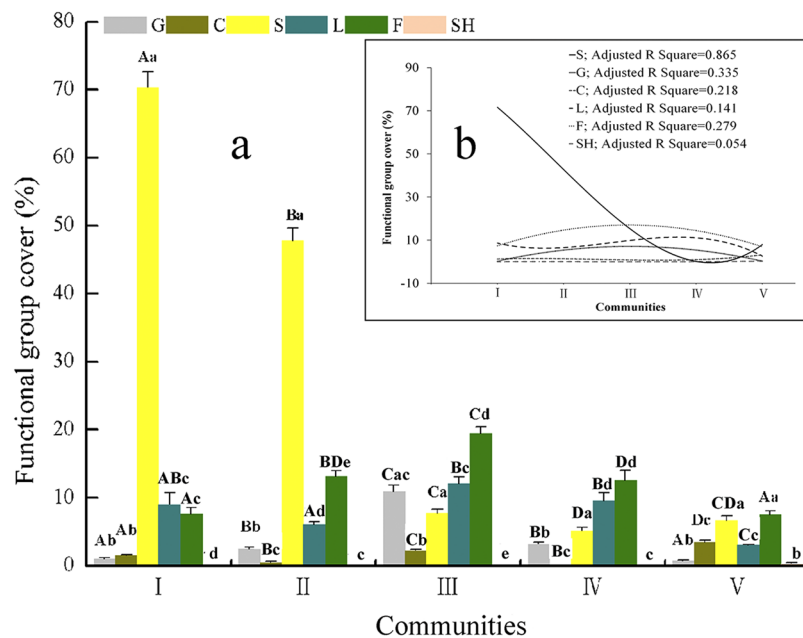 G C S L F SH
80
70
60
50
40
30
20
10
0
Functional group cover (%)
a
Aa
Ab
Ab
ABc
Ac
d
Ba
Bb
Bc
Ad
BDe
c
Cac
Cb
Ca
Bc
Cd
e
Bb
Bc
Da
Bd
Dd
c
Ab
Dc
CDa
Cc
Aa
b
I II III IV V
Communities
b
S; Adjusted R Square=0.865
G; Adjusted R Square=0.335
C; Adjusted R Square=0.218
L; Adjusted R Square=0.141
F; Adjusted R Square=0.279
SH; Adjusted R Square=0.054
90
70
50
30
10
-10
Functional group cover (%)
I II III IV V
Communities